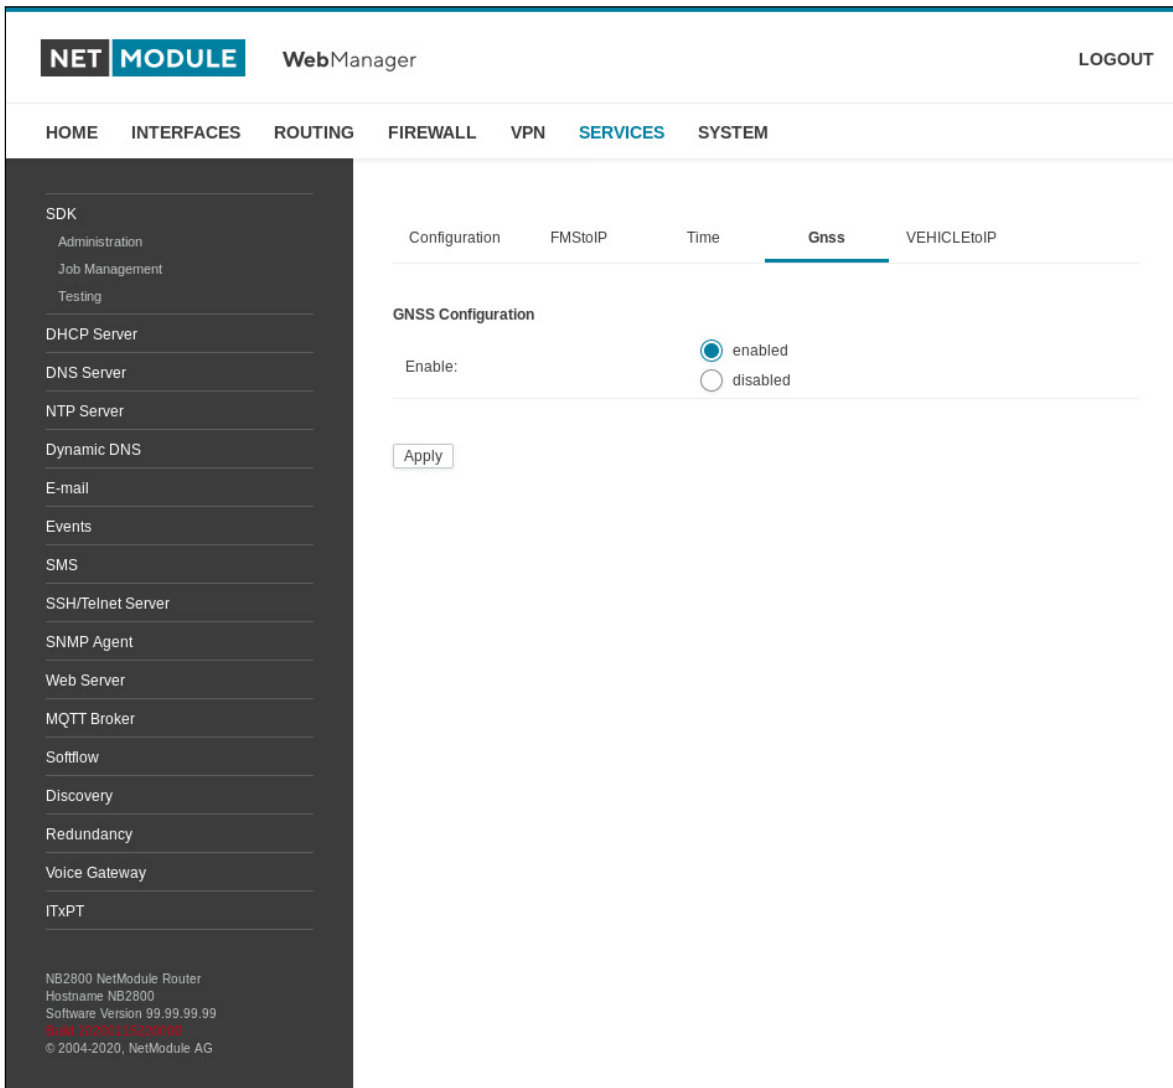 NET MODULE WebManager LOGOUT
HOME INTERFACES ROUTING FIREWALL VPN SERVICES SYSTEM
SDK
Administration
Job Management
Testing
DHCP Server
DNS Server
NTP Server
Dynamic DNS
E-mail
Events
SMS
SSH/Telnet Server
SNMP Agent
Web Server
MQTT Broker
Softflow
Discovery
Redundancy
Voice Gateway
ITxPT
NB2800 NetModule Router
Hostname NB2800
Software Version 99.99.99.99
Build
© 2004-2020, NetModule AG
Configuration FMStoIP Time Gnss VEHICLEtoIP
GNSS Configuration
Enable:
enabled
disabled
Apply